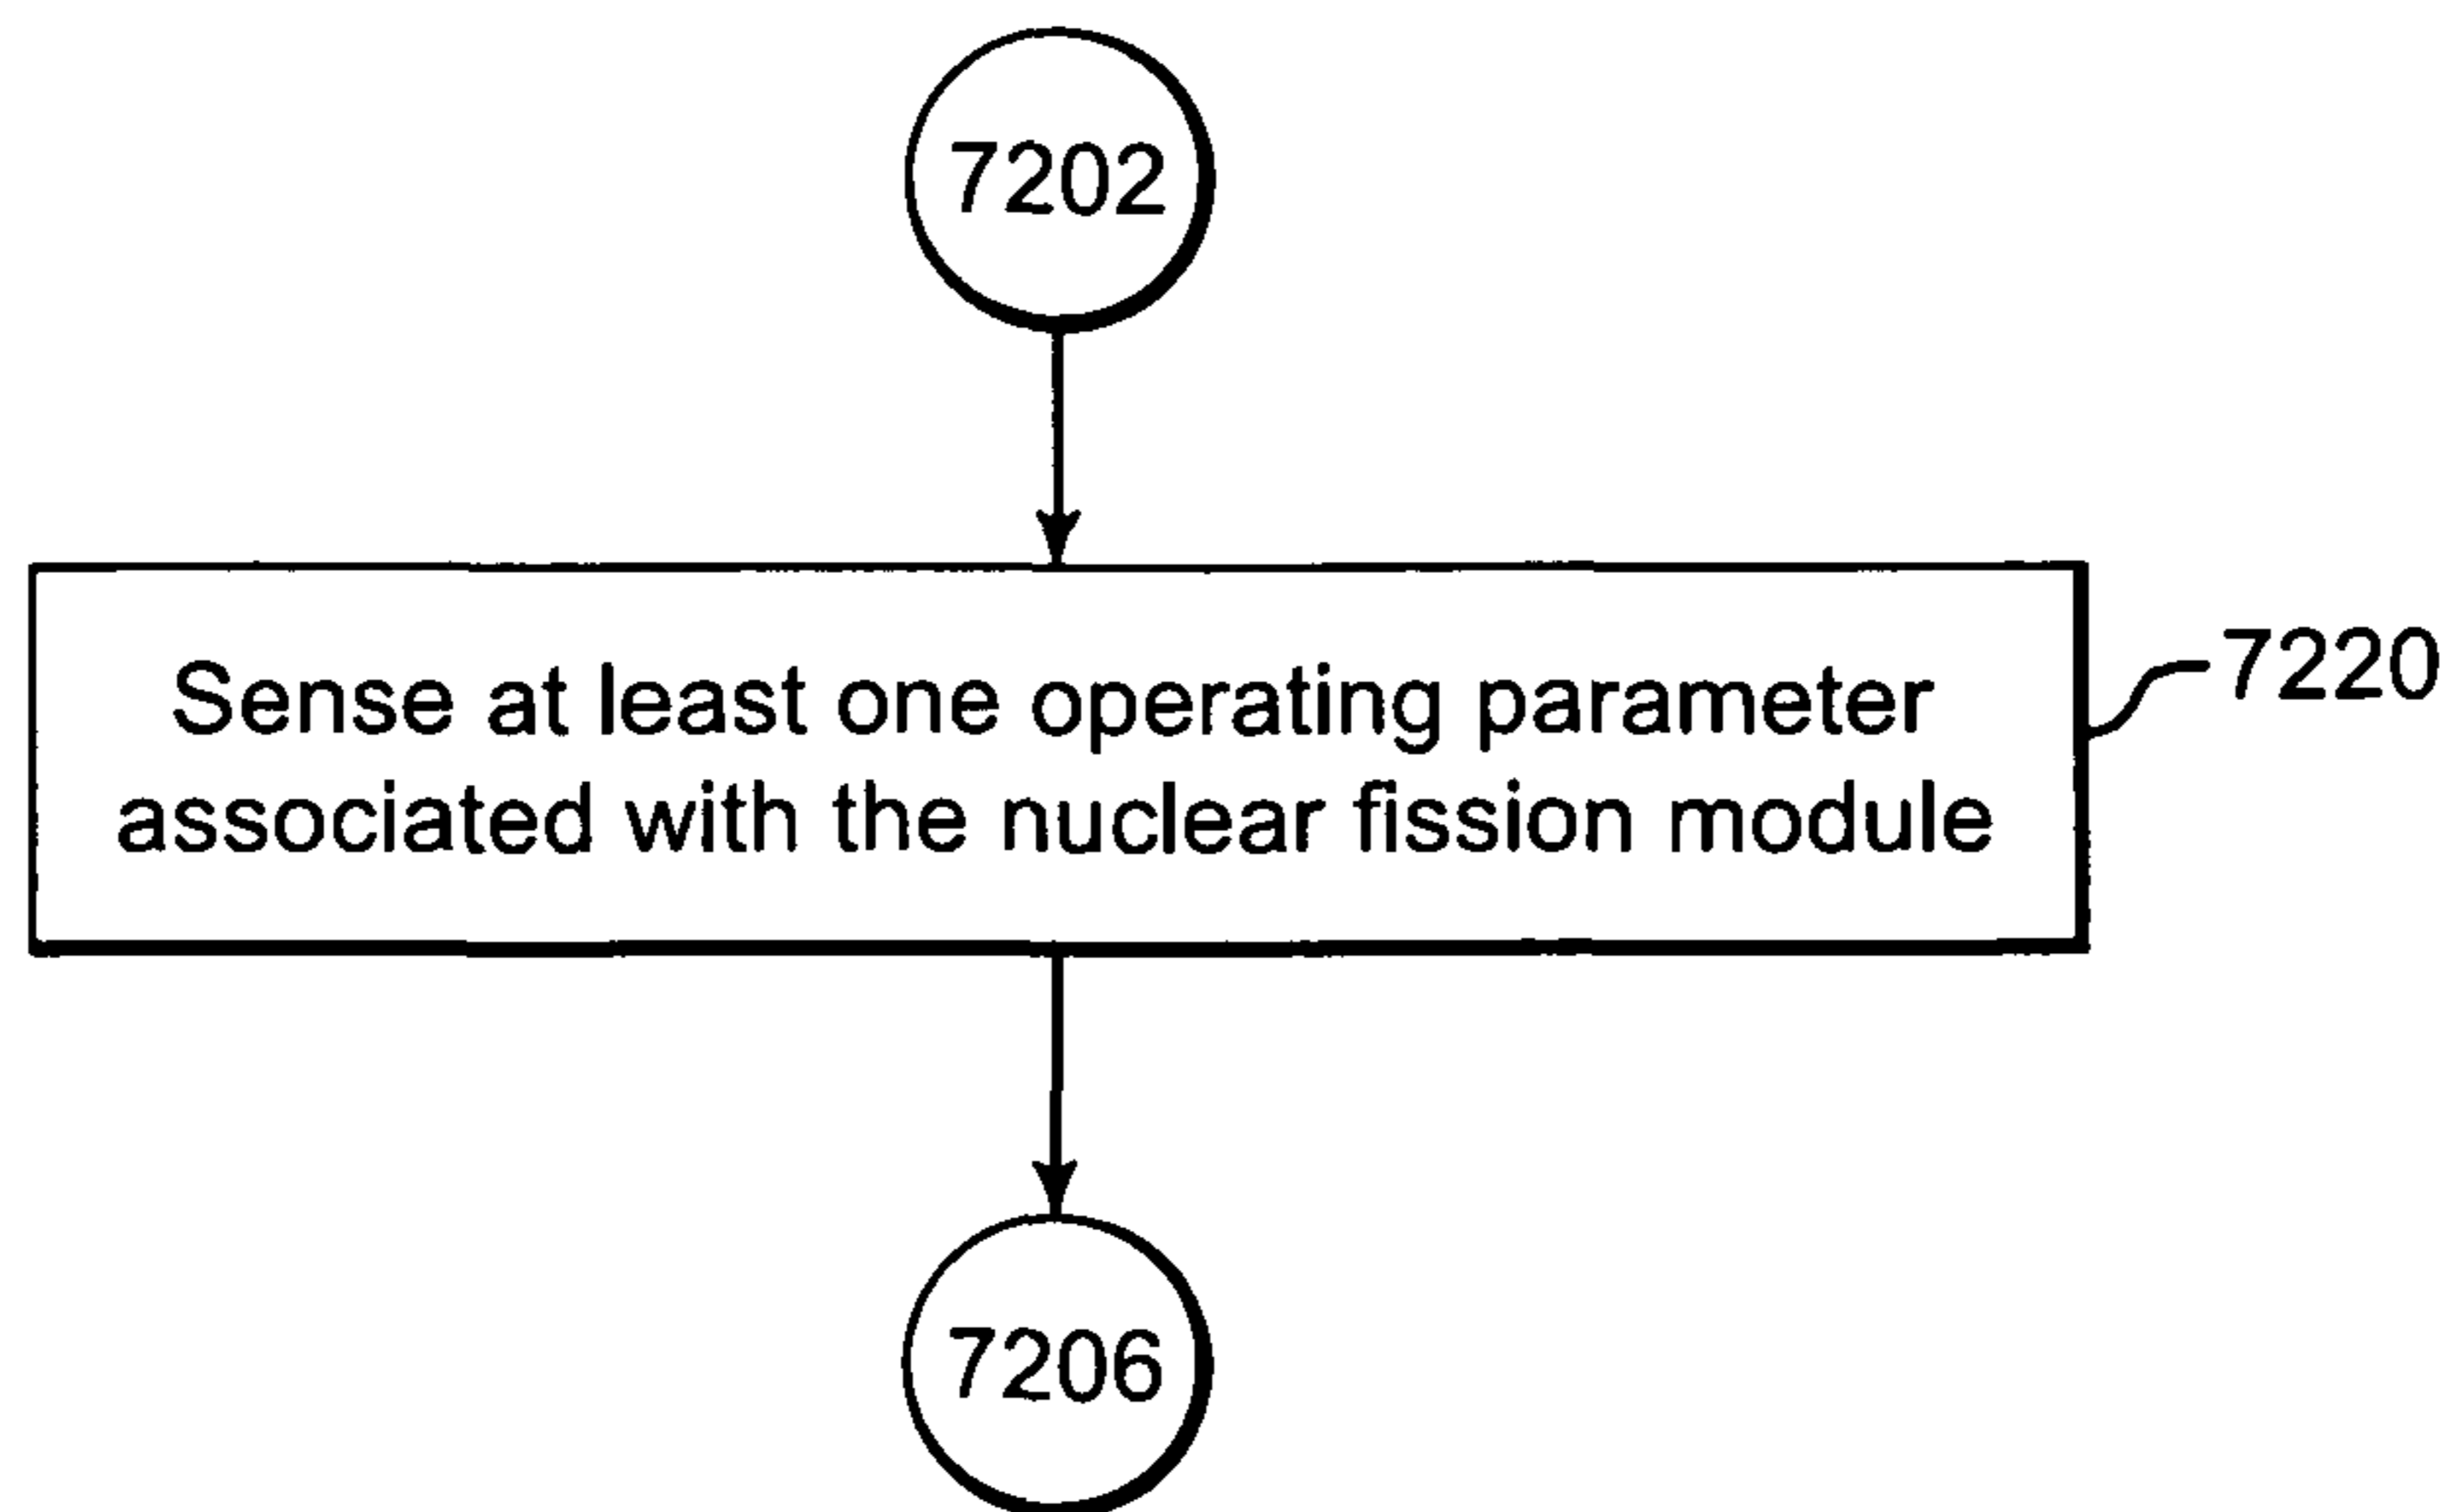 7202
Sense at least one operating parameter
associated with the nuclear fission module
7220
7206